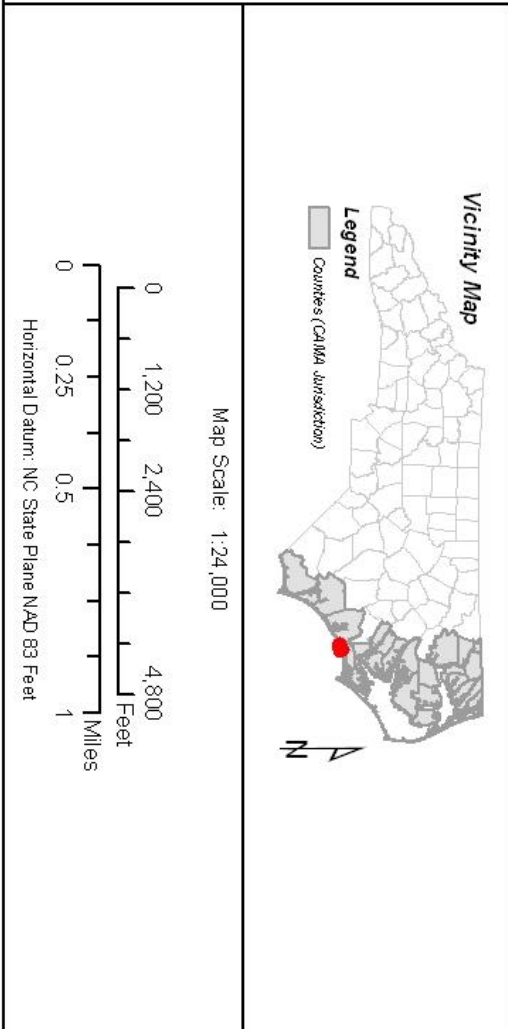 Vicinity Map
Legend
Counties (CAMA Jurisdiction)
N
Map Scale: 1:24,000
0 1,200 2,400 4,800
Feet
0 0.25 0.5 1
Miles
Horizontal Datum: NC State Plane NAD 83 Feet